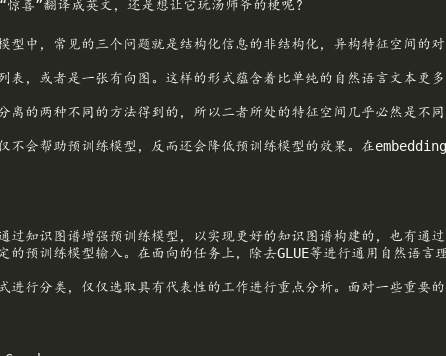 “惊喜”翻译成英文，还是想让它玩汤师爷的梗呢？
模型中，常见的三个问题就是结构化信息的非结构化，异构特征空间的对
列表，或者是一张有向图。这样的形式蕴含着比单纯的自然语言文本更多
分离的两种不同的方法得到的，所以二者所处的特征空间几乎必然是不同
仅不会帮助预训练模型，反而还会降低预训练模型的效果。在embedding
通过知识图谱增强预训练模型，以实现更好的知识图谱构建的，也有通过
定的预训练模型输入。在面向的任务上，除去GLUE等进行通用自然语言理
式进行分类，仅仅选取具有代表性的工作进行重点分析。面对一些重要的